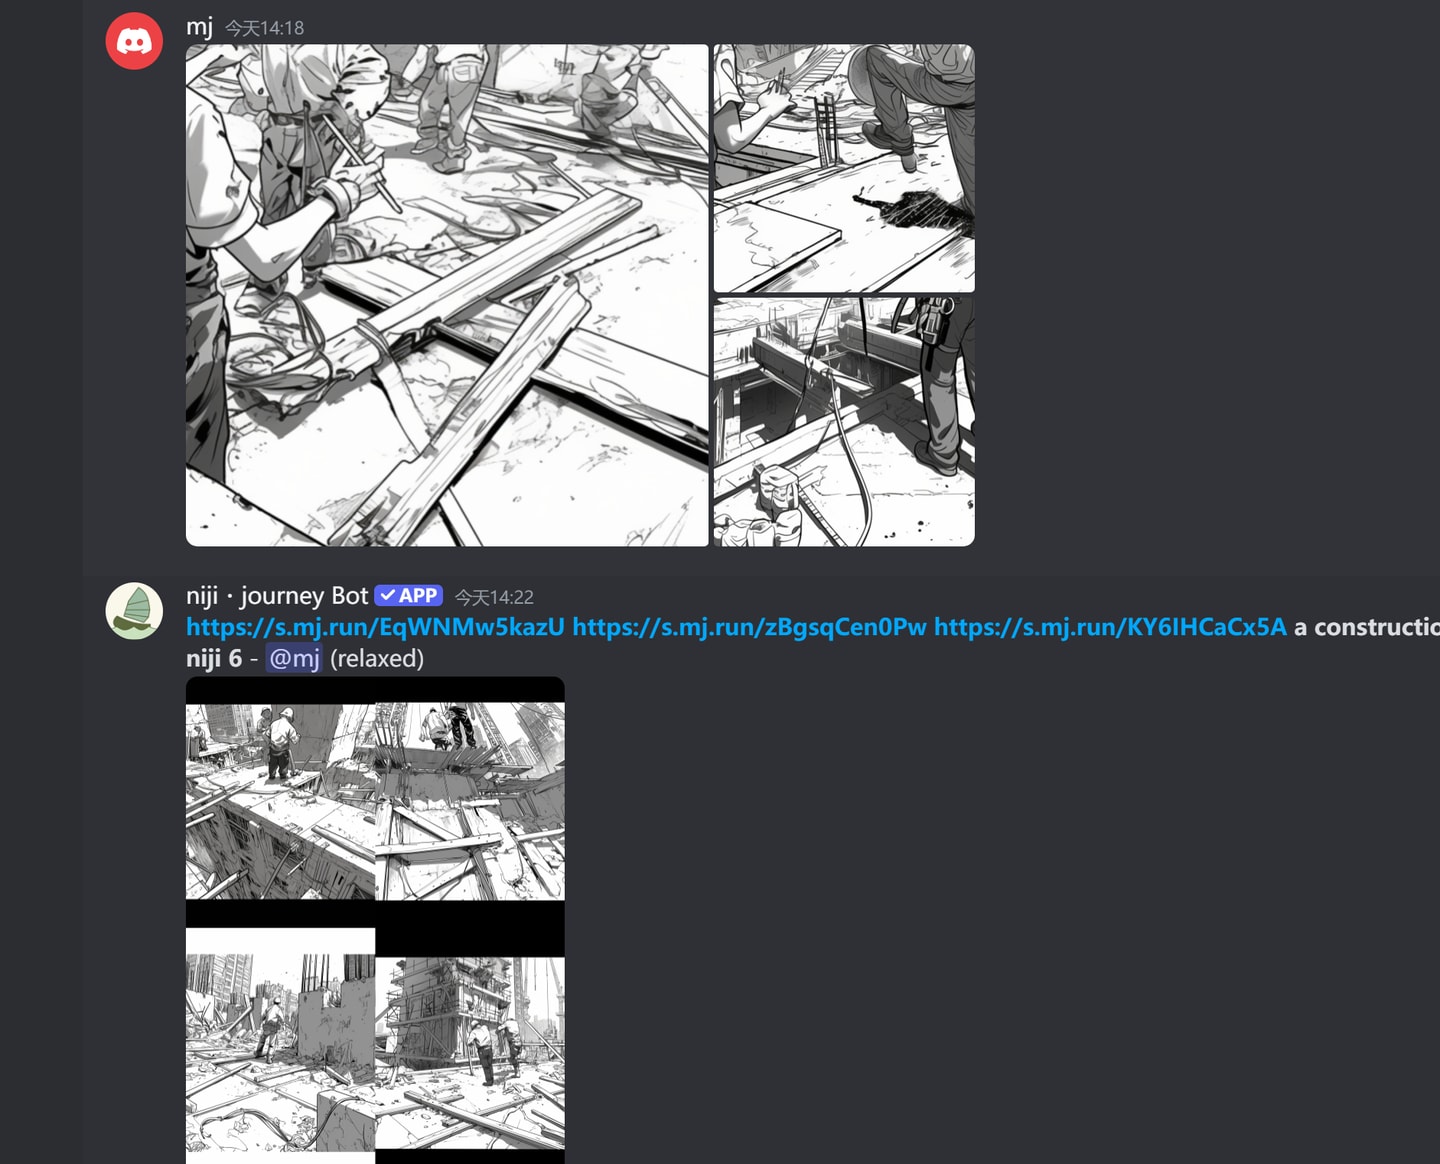 mj 今天14:18
niji · journey Bot APP 今天14:22
https://s.mj.run/EqWNMw5kazU https://s.mj.run/zBgsqCen0Pw https://s.mj.run/KY6IHCaCx5A a constructio
niji 6 - @mj (relaxed)